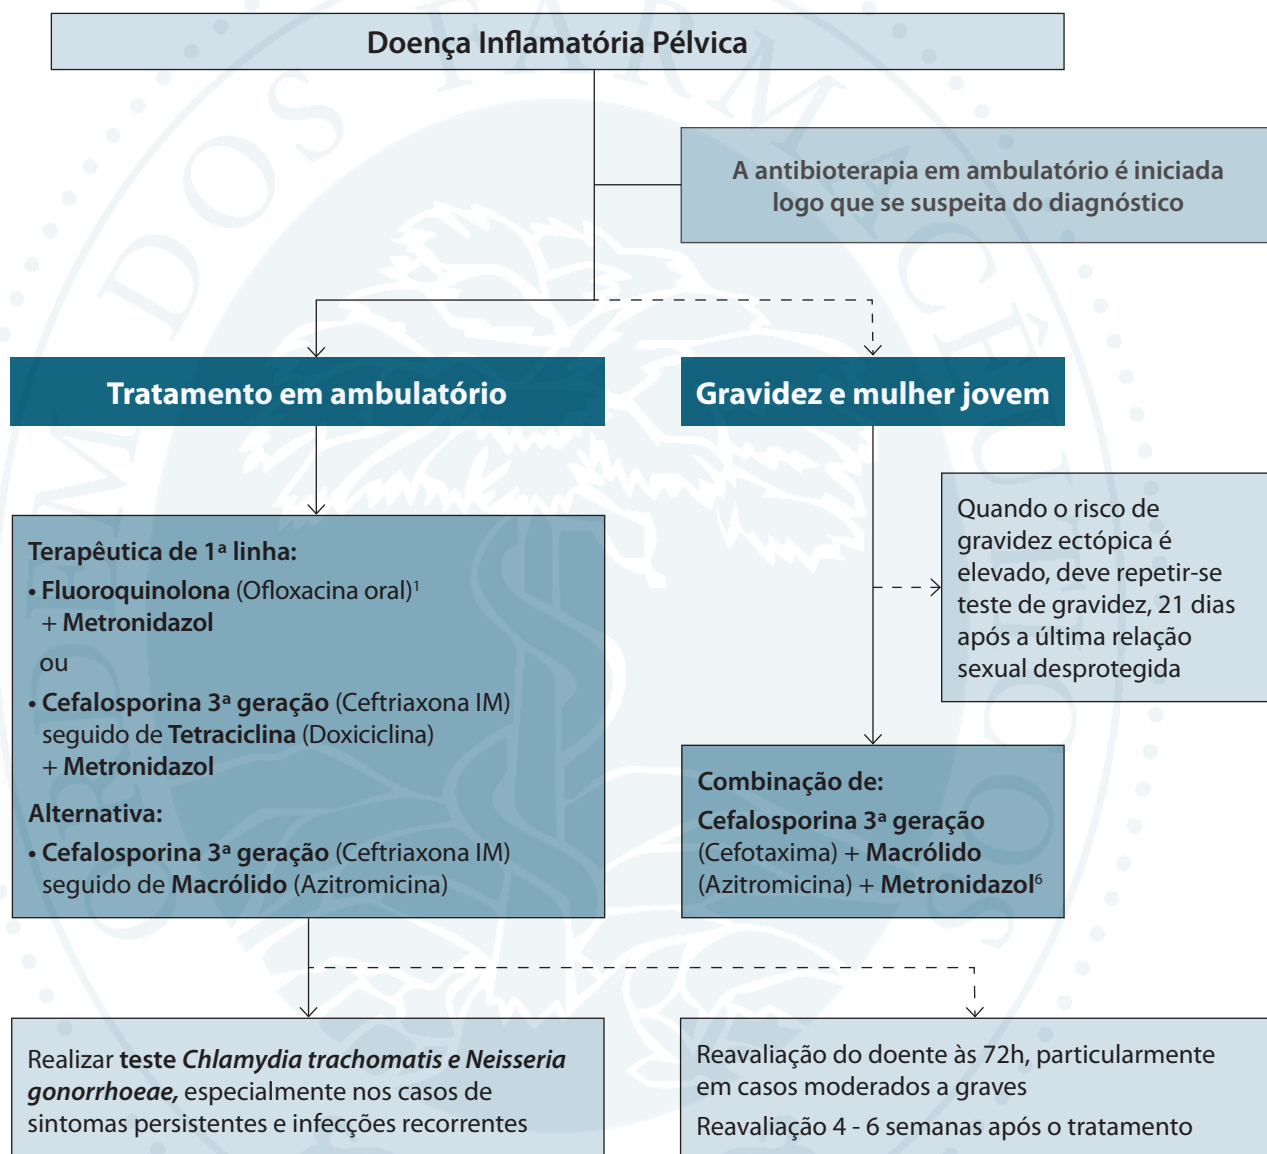 Doença Inflamatória Pélvica
A antibioterapia em ambulatório é iniciada
logo que se suspeita do diagnóstico
Tratamento em ambulatório
Gravidez e mulher jovem
Terapêutica de 1ª linha:
• Fluoroquinolona (Ofloxacina oral)¹
+ Metronidazol
ou
• Cefalosporina 3ª geração (Ceftriaxona IM)
seguido de Tetraciclina (Doxiciclina)
+ Metronidazol
Alternativa:
• Cefalosporina 3ª geração (Ceftriaxona IM)
seguido de Macrólido (Azitromicina)
Quando o risco de
gravidez ectópica é
elevado, deve repetir-se
teste de gravidez, 21 dias
após a última relação
sexual desprotegida
Combinação de:
Cefalosporina 3ª geração
(Cefotaxima) + Macrólido
(Azitromicina) + Metronidazol⁶
Realizar teste Chlamydia trachomatis e Neisseria
gonorrhoeae, especialmente nos casos de
sintomas persistentes e infecções recorrentes
Reavaliação do doente às 72h, particularmente
em casos moderados a graves
Reavaliação 4 - 6 semanas após o tratamento
ORDEM DOS FARMACÊUTICOS